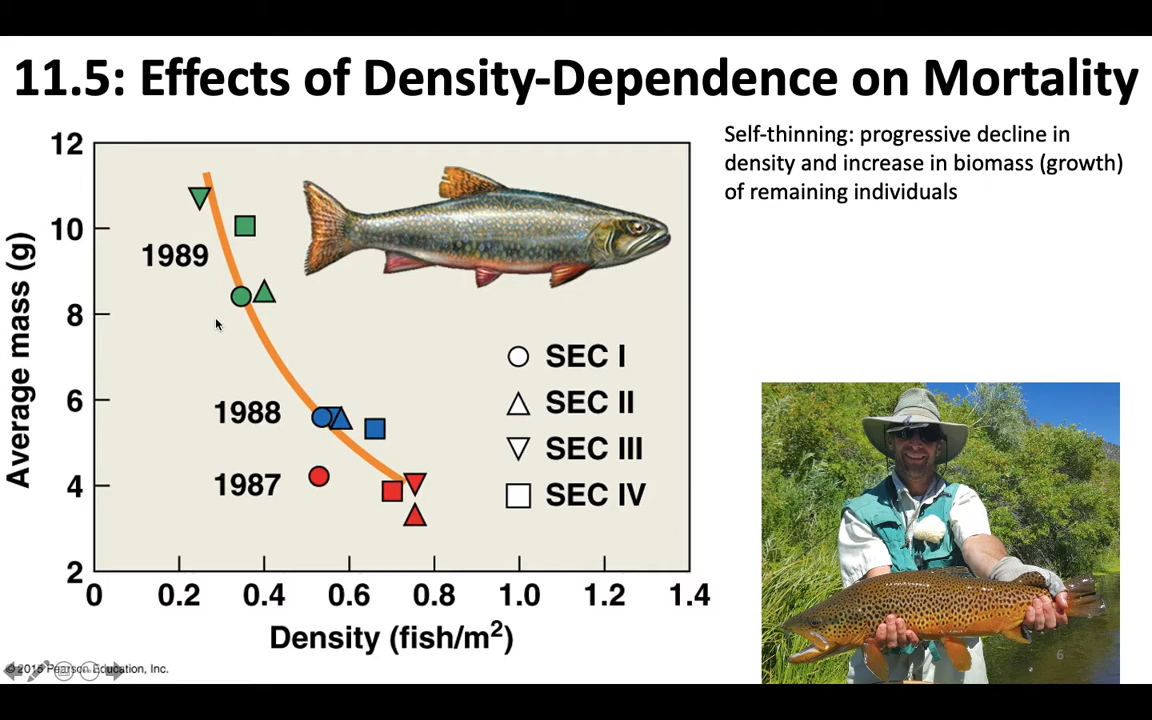 11.5: Effects of Density-Dependence on Mortality
Self-thinning: progressive decline in
density and increase in biomass (growth)
of remaining individuals
12
10
8
6
4
2
Average mass (g)
1989
1988
1987
SEC I
SEC II
SEC III
SEC IV
0 0.2 0.4 0.6 0.8 1.0 1.2 1.4
Density (fish/m²)
© 2015 Pearson Education, Inc.
6